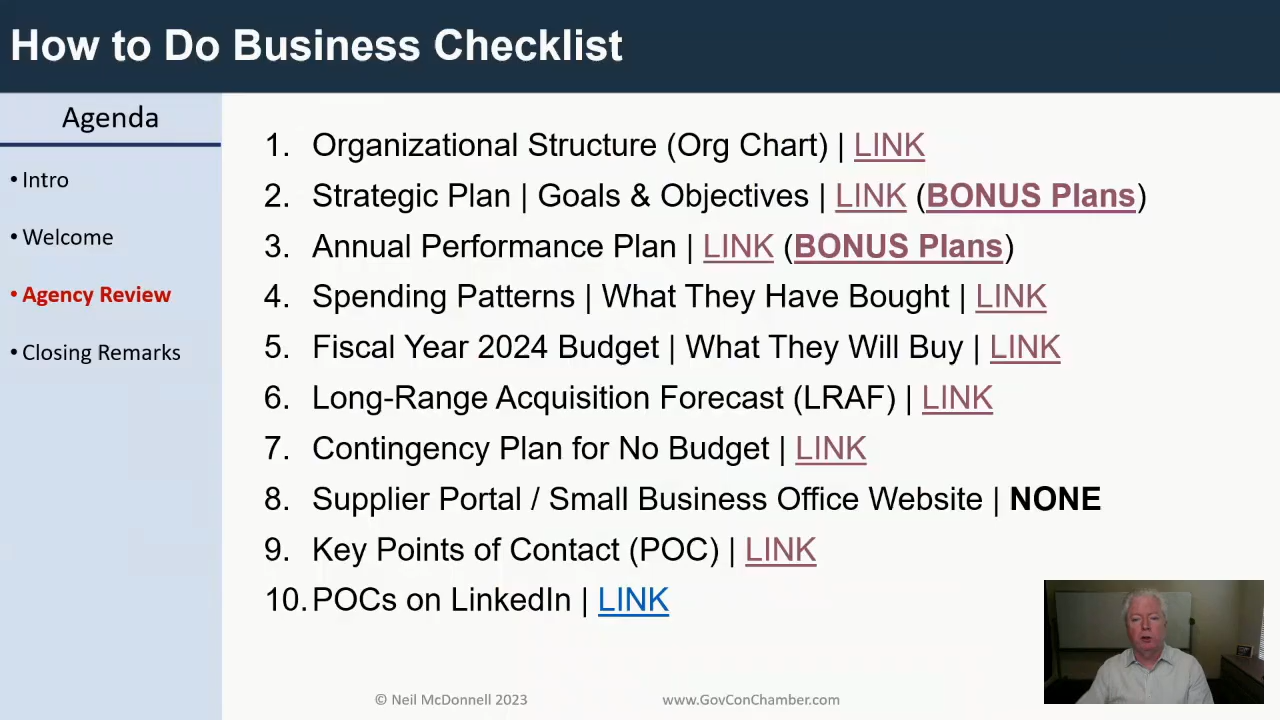 How to Do Business Checklist
Agenda
• Intro
• Welcome
• Agency Review
• Closing Remarks
1. Organizational Structure (Org Chart) | LINK
2. Strategic Plan | Goals & Objectives | LINK (BONUS Plans)
3. Annual Performance Plan | LINK (BONUS Plans)
4. Spending Patterns | What They Have Bought | LINK
5. Fiscal Year 2024 Budget | What They Will Buy | LINK
6. Long-Range Acquisition Forecast (LRAF) | LINK
7. Contingency Plan for No Budget | LINK
8. Supplier Portal / Small Business Office Website | NONE
9. Key Points of Contact (POC) | LINK
10. POCs on LinkedIn | LINK
© Neil McDonnell 2023 www.GovConChamber.com